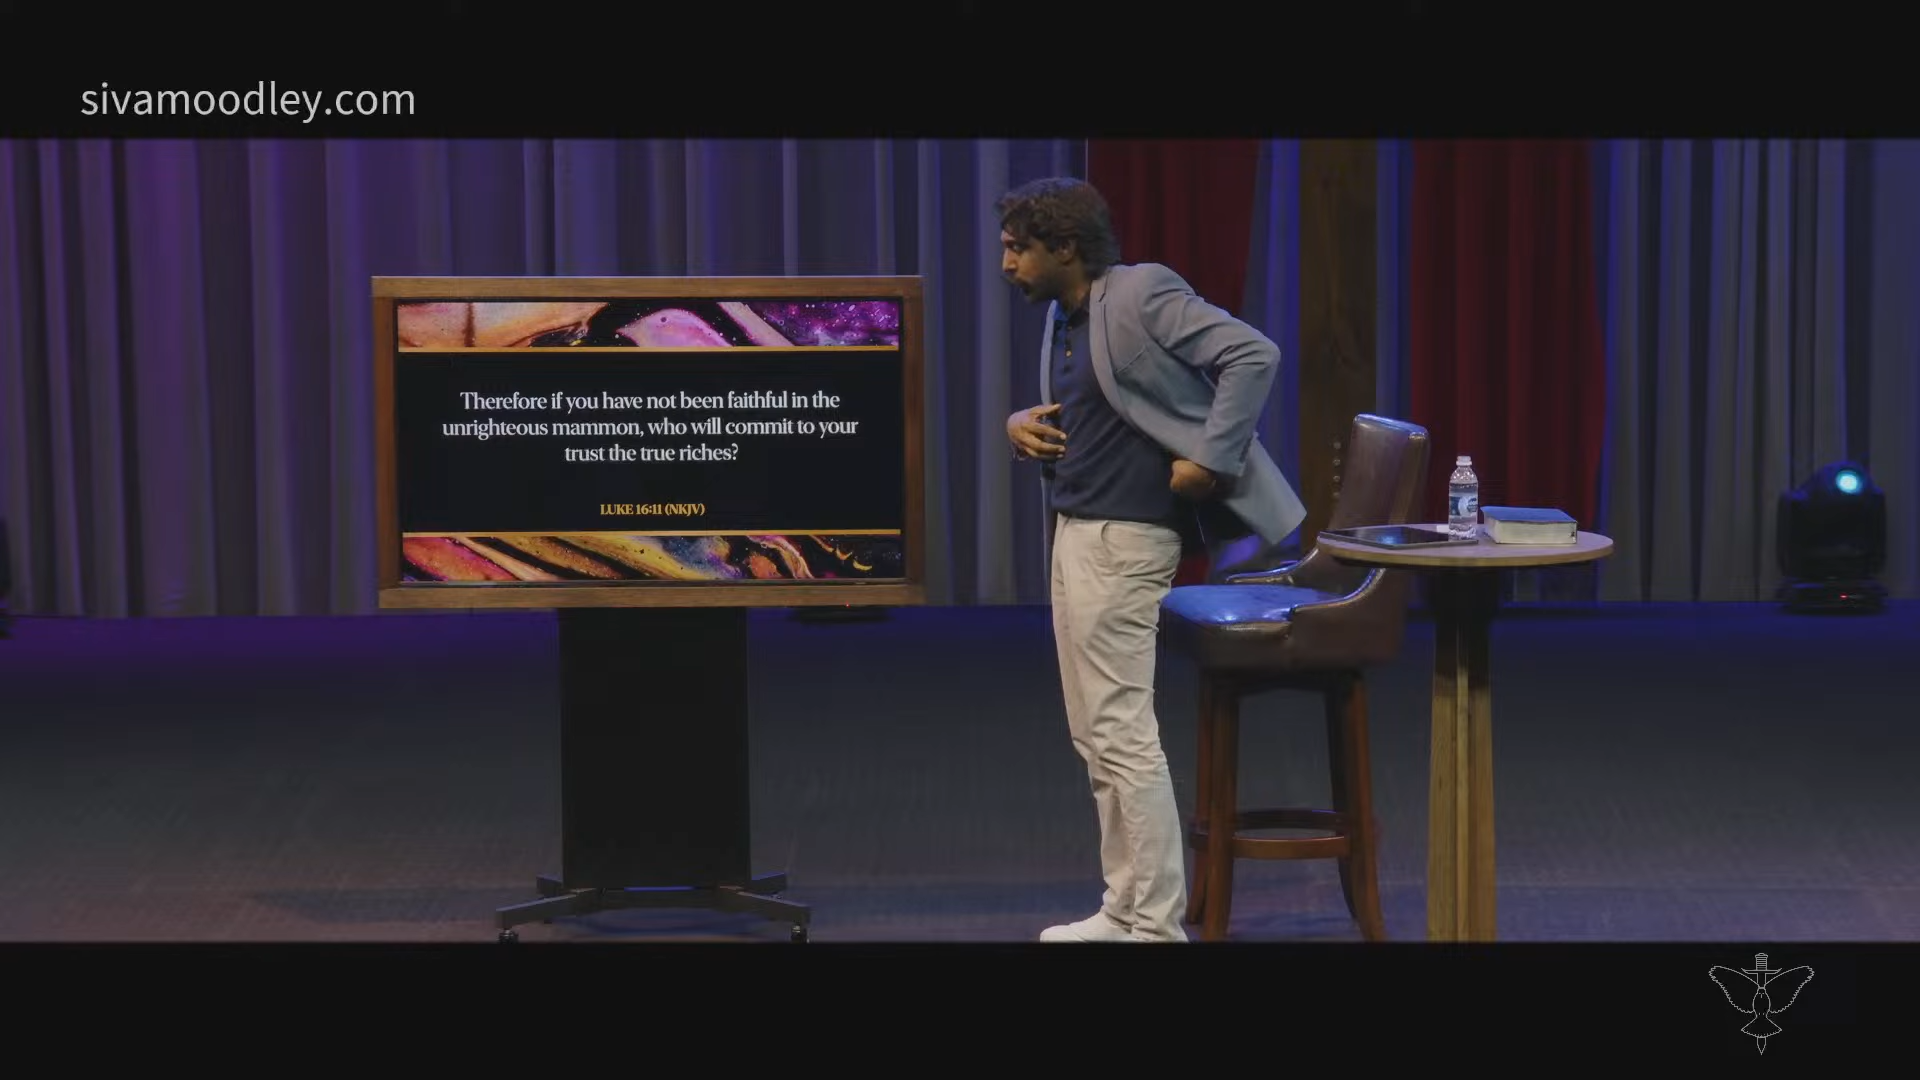 sivamoodley.com
Therefore if you have not been faithful in the
unrighteous mammon, who will commit to your
trust the true riches?
LUKE 16:11 (NKJV)